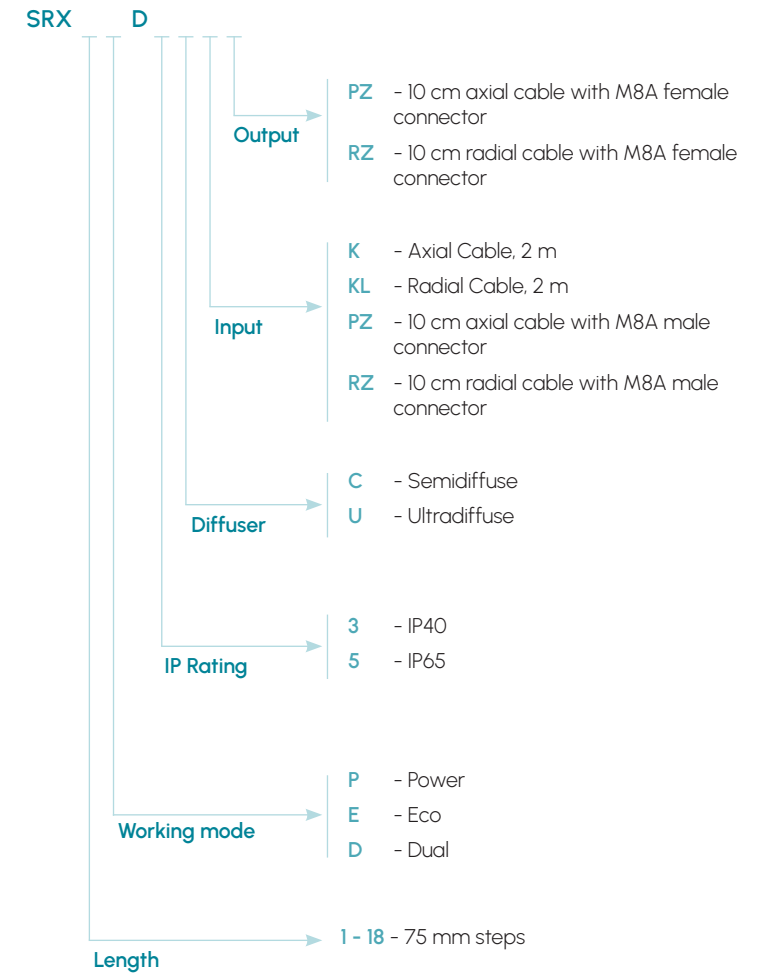 SRX D
PZ - 10 cm axial cable with M8A female
connector
Output
RZ - 10 cm radial cable with M8A female
connector
K - Axial Cable, 2 m
KL - Radial Cable, 2 m
Input
PZ - 10 cm axial cable with M8A male
connector
RZ - 10 cm radial cable with M8A male
connector
C - Semidiffuse
U - Ultradiffuse
Diffuser
3 - IP40
5 - IP65
IP Rating
P - Power
E - Eco
Working mode
D - Dual
1 - 18 - 75 mm steps
Length